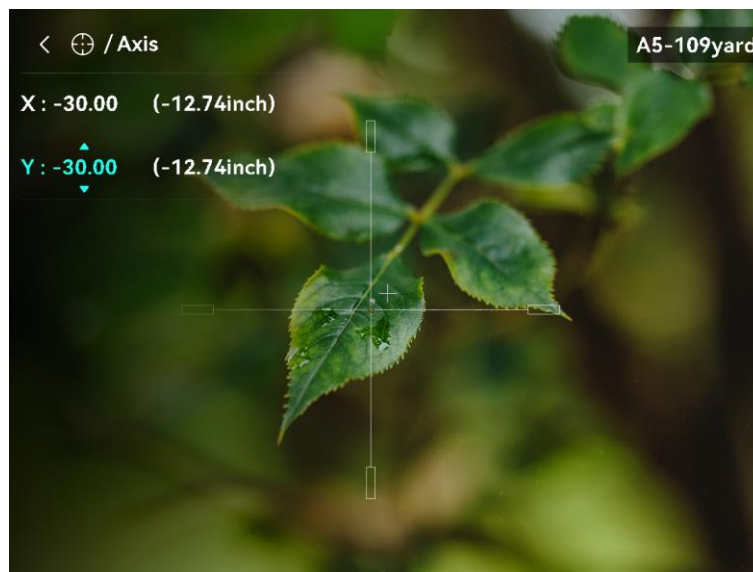 / Axis
A5-109yard
X : -30.00 (-12.74inch)
Y : -30.00 (-12.74inch)